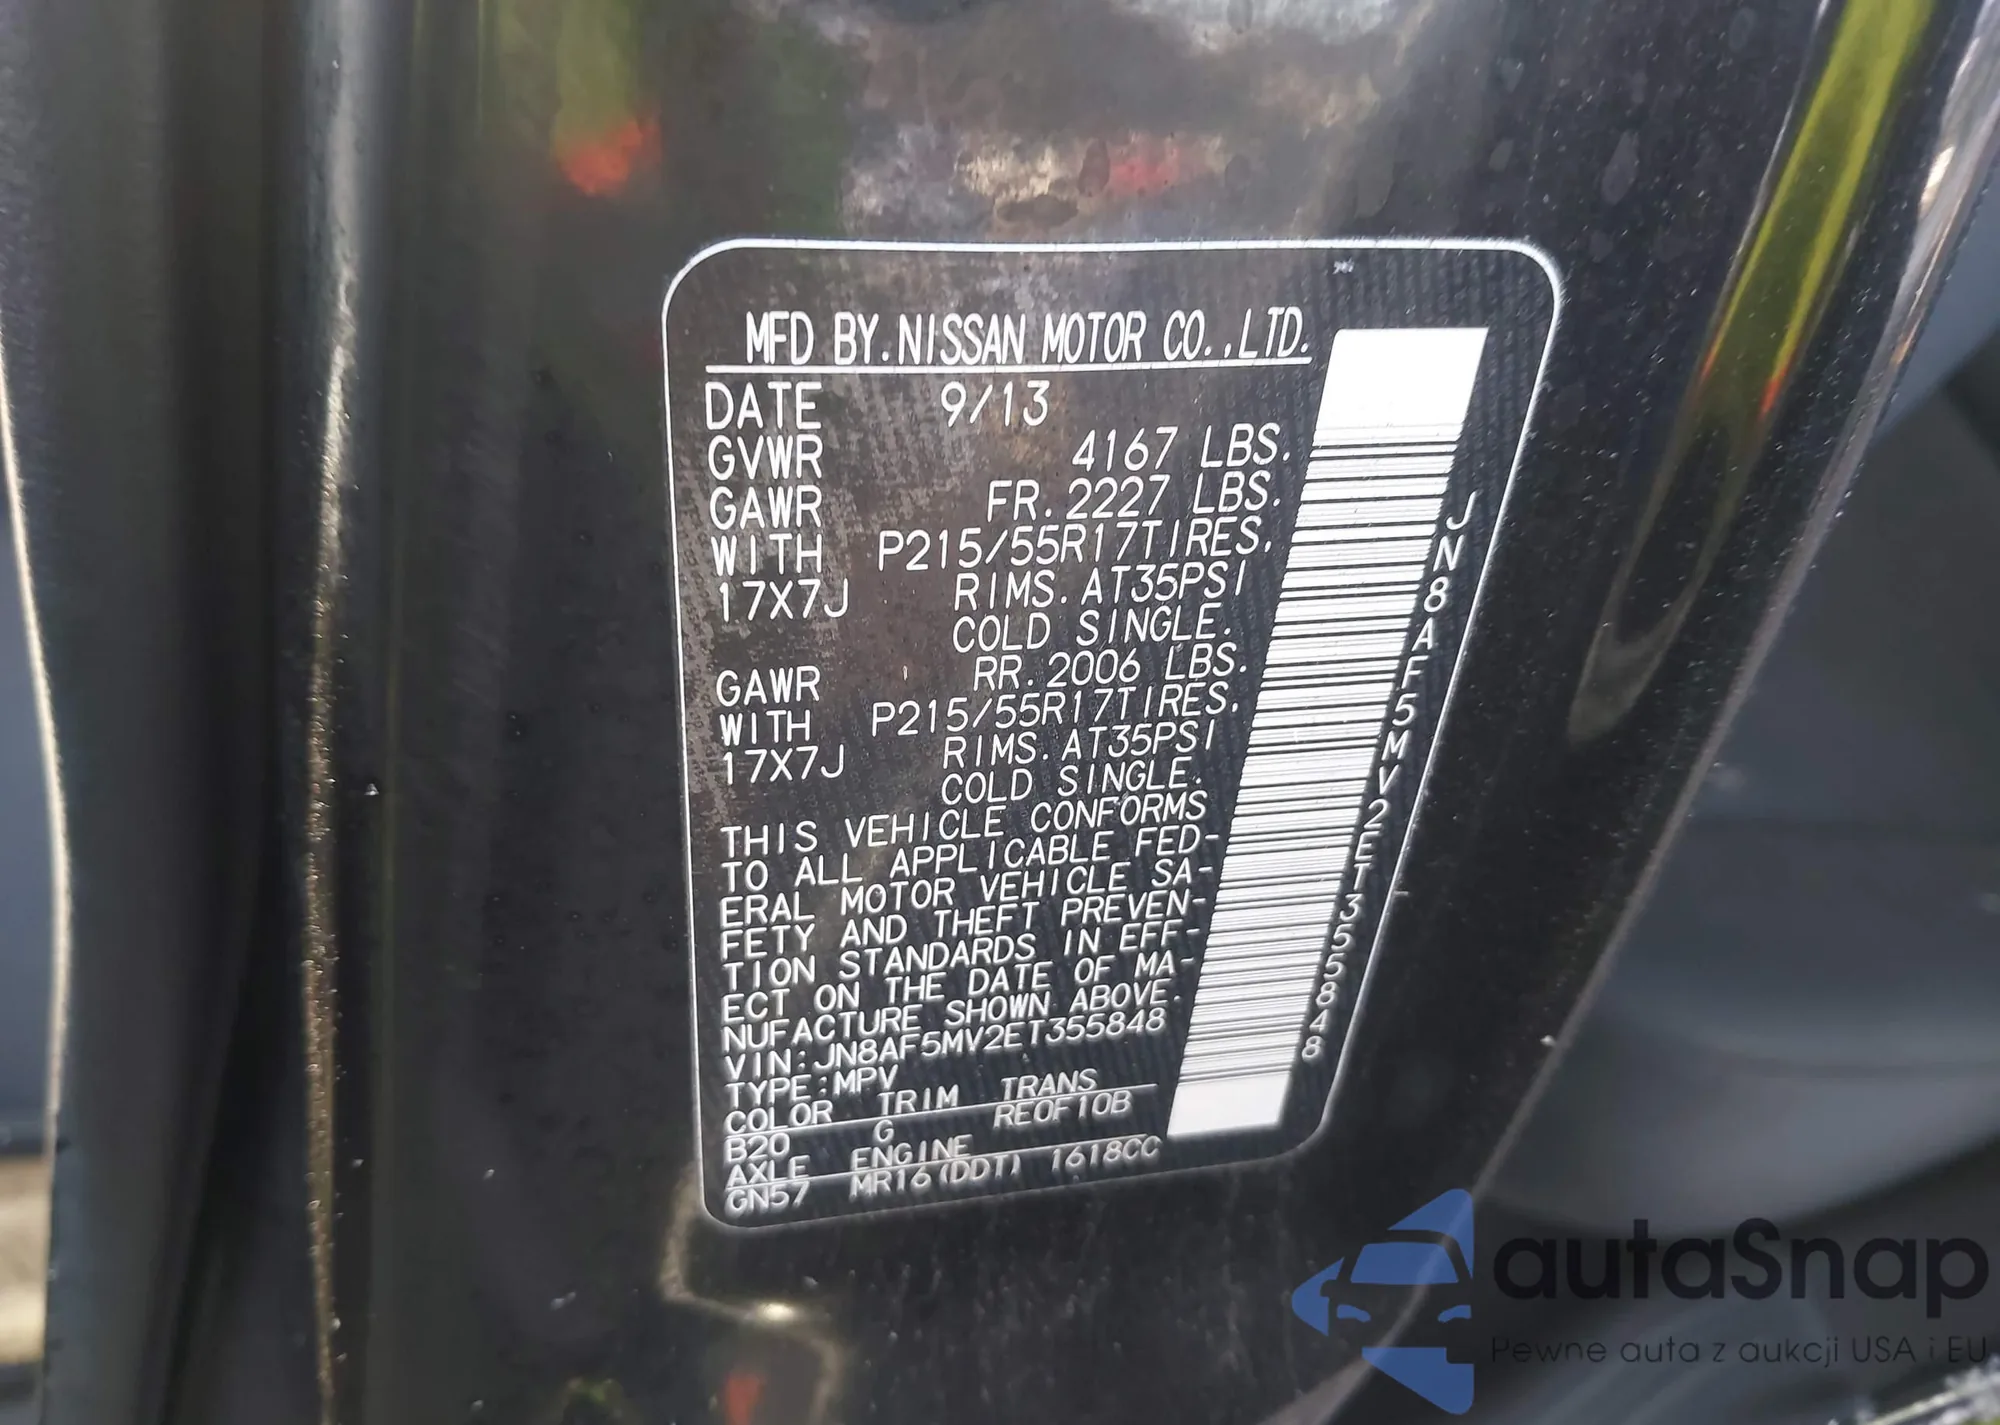 MFD BY.NISSAN MOTOR CO.,LTD.
DATE 9/13
GVWR 4167 LBS.
GAWR FR.2227 LBS.
WITH P215/55R17TIRES,
17X7J RIMS.AT35PSI
COLD SINGLE.
GAWR RR.2006 LBS.
WITH P215/55R17TIRES,
17X7J RIMS.AT35PSI
COLD SINGLE.
THIS VEHICLE CONFORMS
TO ALL APPLICABLE FED-
ERAL MOTOR VEHICLE SA-
FETY AND THEFT PREVEN-
TION STANDARDS IN EFF-
ECT ON THE DATE OF MA-
NUFACTURE SHOWN ABOVE.
VIN:JN8AF5MV2ET355848
TYPE:MPV
COLOR TRIM TRANS
B20 G RE0F10B
AXLE ENGINE
GN57 MR16(DDT) 1618CC
JN8AF5MV2ET355848
autaSnap
Pewne auta z aukcji USA i EU